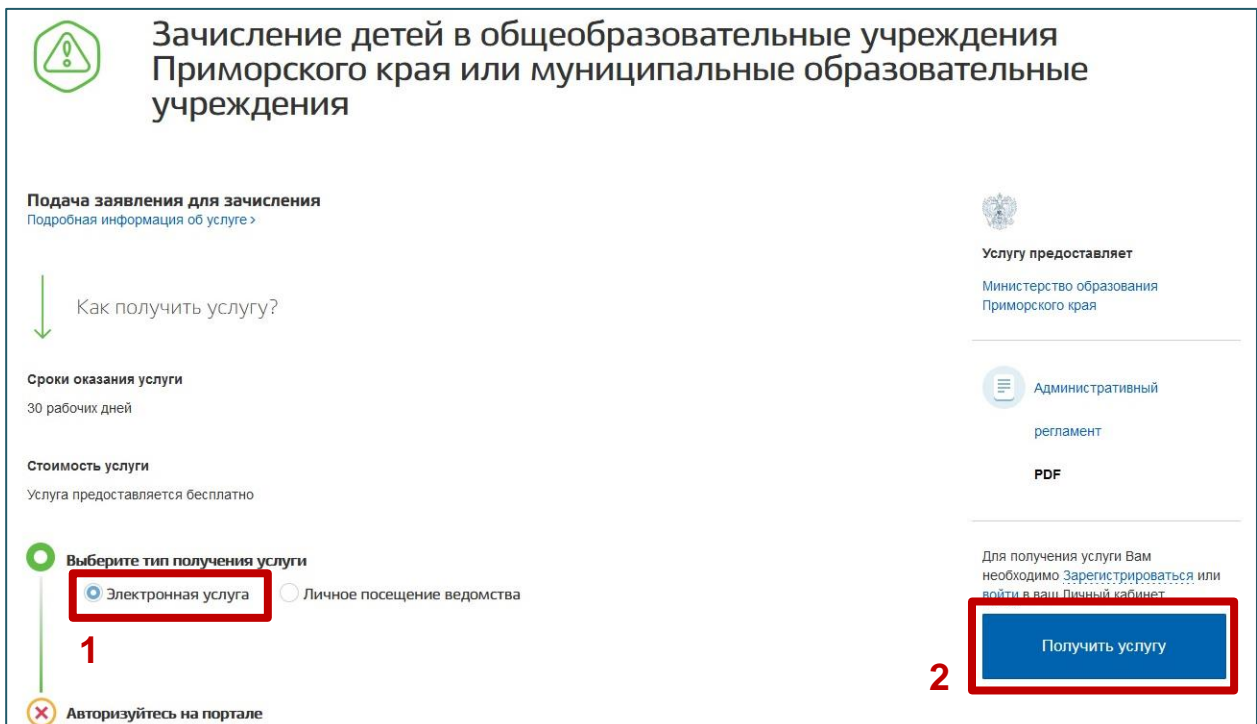 Зачисление детей в общеобразовательные учреждения
Приморского края или муниципальные образовательные
учреждения
Подача заявления для зачисления
Подробная информация об услуге >
Как получить услугу?
Сроки оказания услуги
30 рабочих дней
Стоимость услуги
Услуга предоставляется бесплатно
Выберите тип получения услуги
Электронная услуга
Личное посещение ведомства
1
Авторизуйтесь на портале
Услугу предоставляет
Министерство образования
Приморского края
Административный
регламент
PDF
Для получения услуги Вам
необходимо Зарегистрироваться или
войти в ваш Личный кабинет
Получить услугу
2